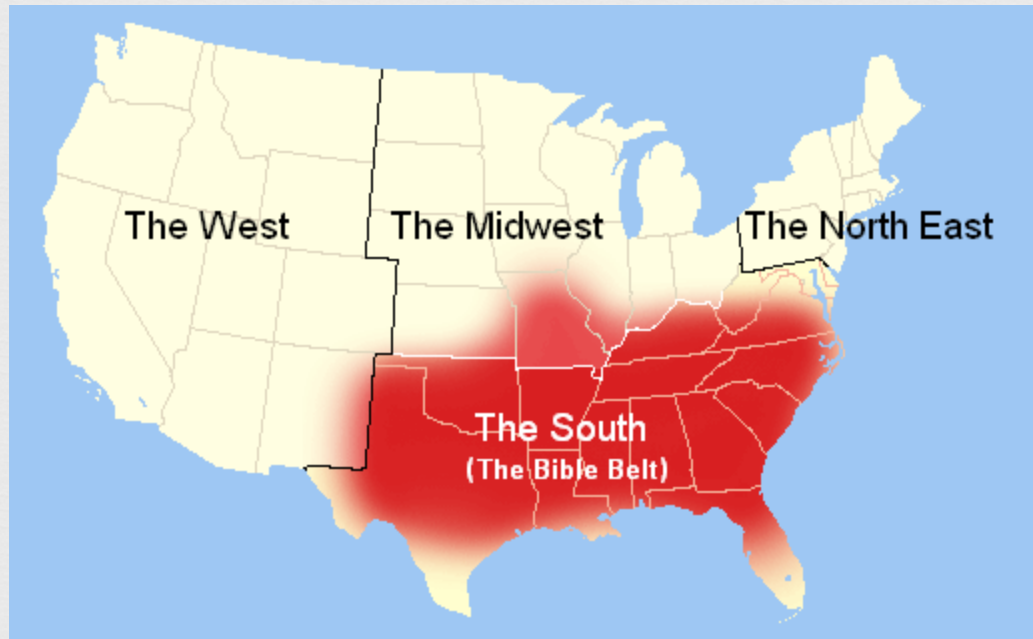 The West
The Midwest
The North East
The South
(The Bible Belt)